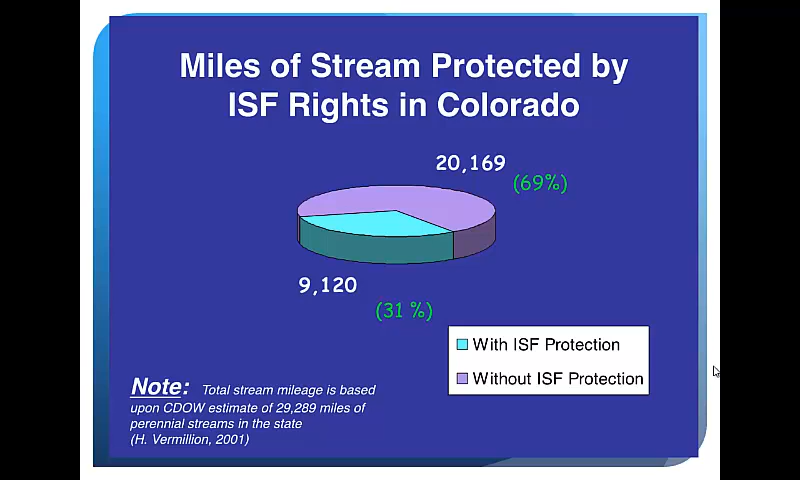 Miles of Stream Protected by
ISF Rights in Colorado
20,169
(69%)
9,120
(31 %)
With ISF Protection
Without ISF Protection
Note: Total stream mileage is based
upon CDOW estimate of 29,289 miles of
perennial streams in the state
(H. Vermillion, 2001)